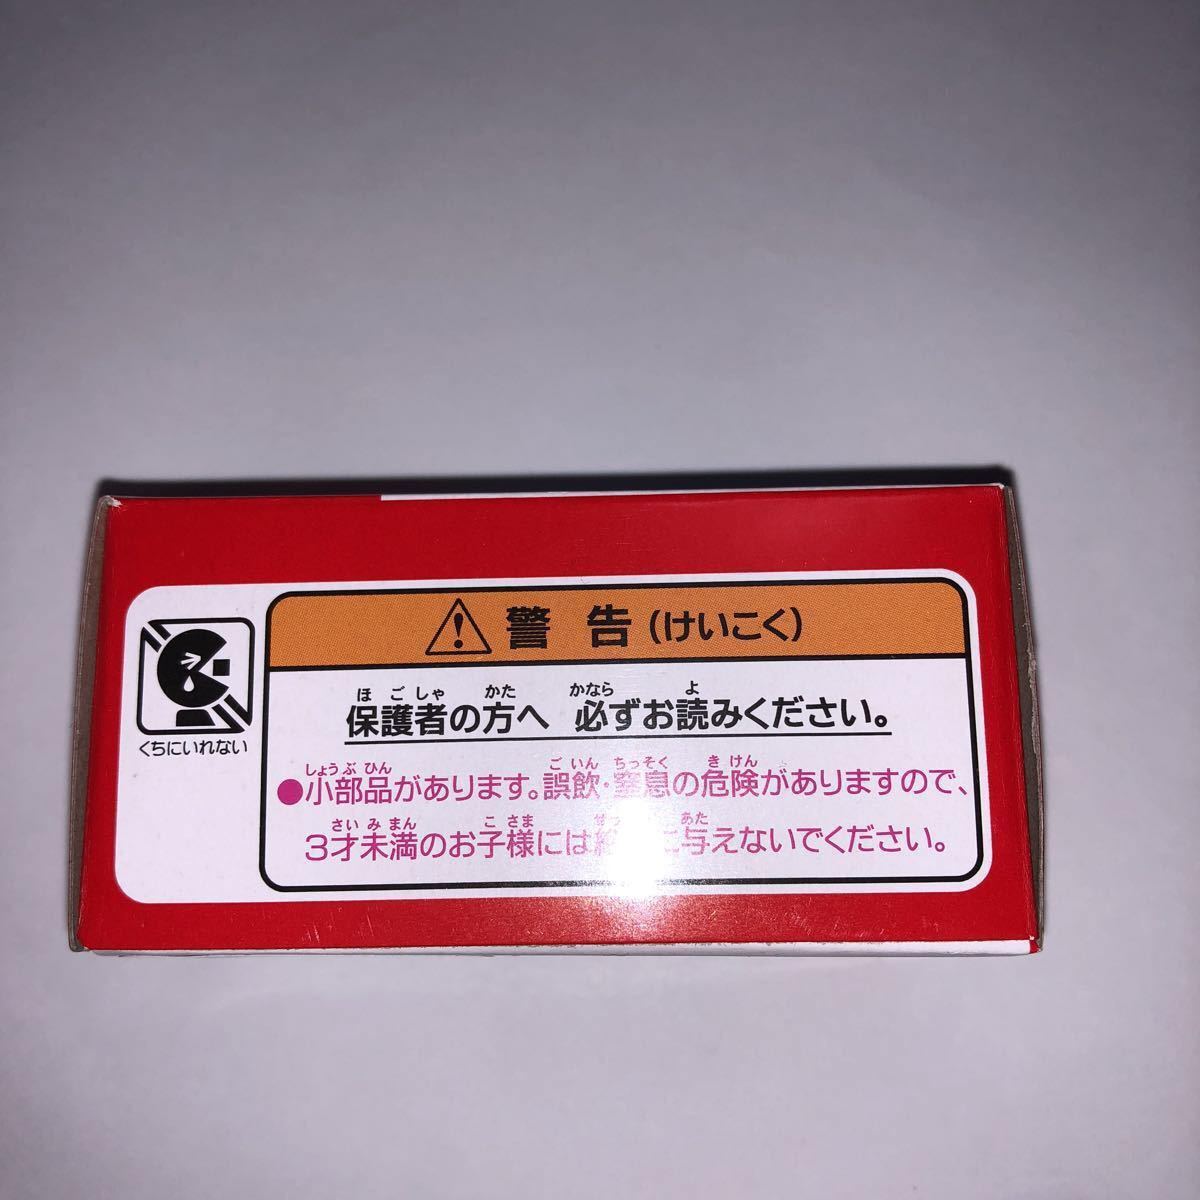 警告(けいこく)
ほごしゃ かた かなら よ
保護者の方へ 必ずお読みください。
くちにいれない
しょうぶひん ごいん ちっそく きけん
●小部品があります。誤飲・窒息の危険がありますので、
さいみまん こさま ぜっ あた
3才未満のお子様には絶対に与えないでください。